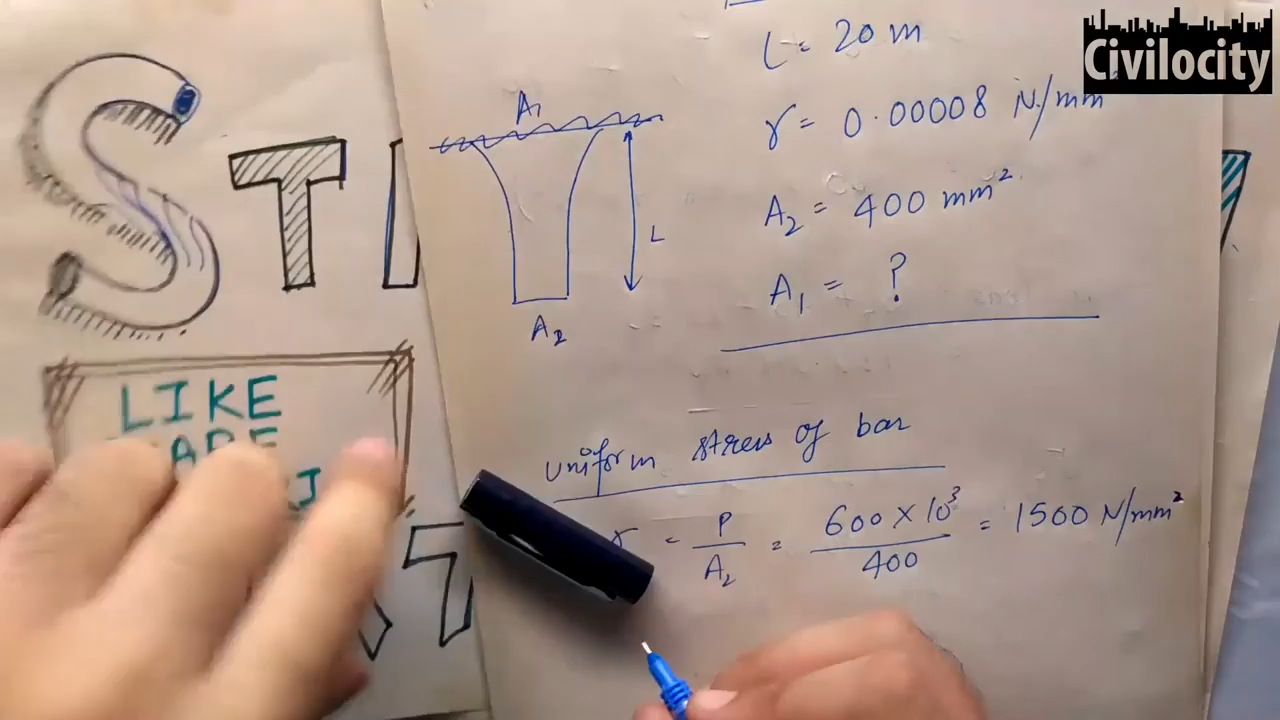 Civilocity
L = 20 m
γ = 0.00008 N/mm
A₂ = 400 mm²
A₁ = ?
A₁
L
A₂
uniform stress of bar
= P/A₂ = 600 × 10³/400 = 1500 N/mm²
STI
LIKE